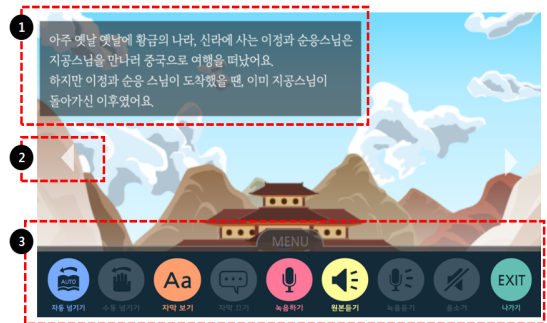 1
아주 옛날 옛날에 황금의 나라, 신라에 사는 이정과 순응스님은
지공스님을 만나러 중국으로 여행을 떠났어요.
하지만 이정과 순응 스님이 도착했을 땐, 이미 지공스님이
돌아가신 이후였어요.
2
3
MENU
AUTO Aa EXIT
자동 넘기기 수동 넘기기 자막 보기 자막 끄기 녹음하기 원본듣기 녹음듣기 음소거 나가기